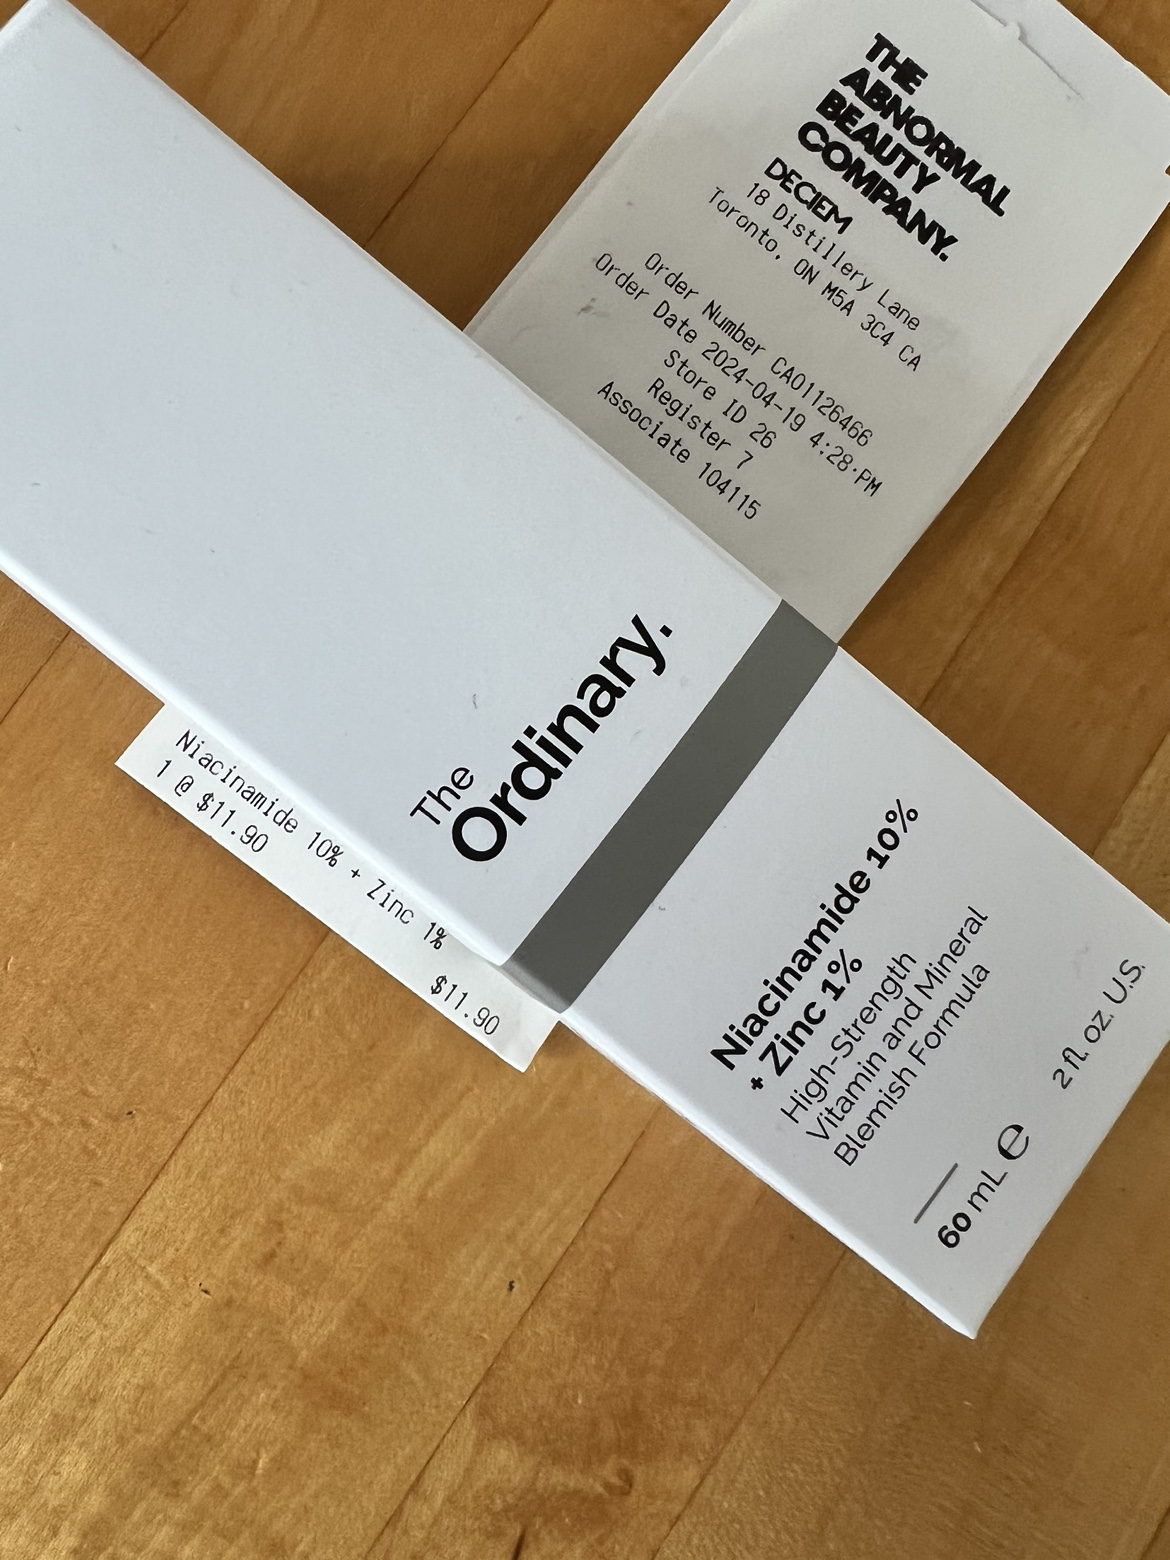 THE
ABNORMAL
BEAUTY
COMPANY.
DECIEM
18 Distillery Lane
Toronto, ON M5A 3C4 CA
Order Number CA01126466
Order Date 2024-04-19 4:28 PM
Store ID 26
Register 7
Associate 104115
The
Ordinary.
Niacinamide 10%
+ Zinc 1%
High-Strength
Vitamin and Mineral
Blemish Formula
60 mL e 2 fl. oz. U.S.
Niacinamide 10% + Zinc 1%
1 @ $11.90
$11.90